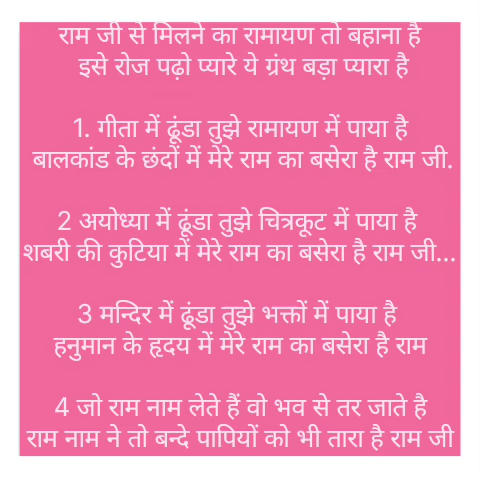 राम जी से मिलने का रामायण तो बहाना है
इसे रोज पढ़ो प्यारे ये ग्रंथ बड़ा प्यारा है
1. गीता में ढूंडा तुझे रामायण में पाया है
बालकांड के छंदों में मेरे राम का बसेरा है राम जी.
2 अयोध्या में ढूंडा तुझे चित्रकूट में पाया है
शबरी की कुटिया में मेरे राम का बसेरा है राम जी...
3 मन्दिर में ढूंडा तुझे भक्तों में पाया है
हनुमान के हृदय में मेरे राम का बसेरा है राम
4 जो राम नाम लेते हैं वो भव से तर जाते है
राम नाम ने तो बन्दे पापियों को भी तारा है राम जी